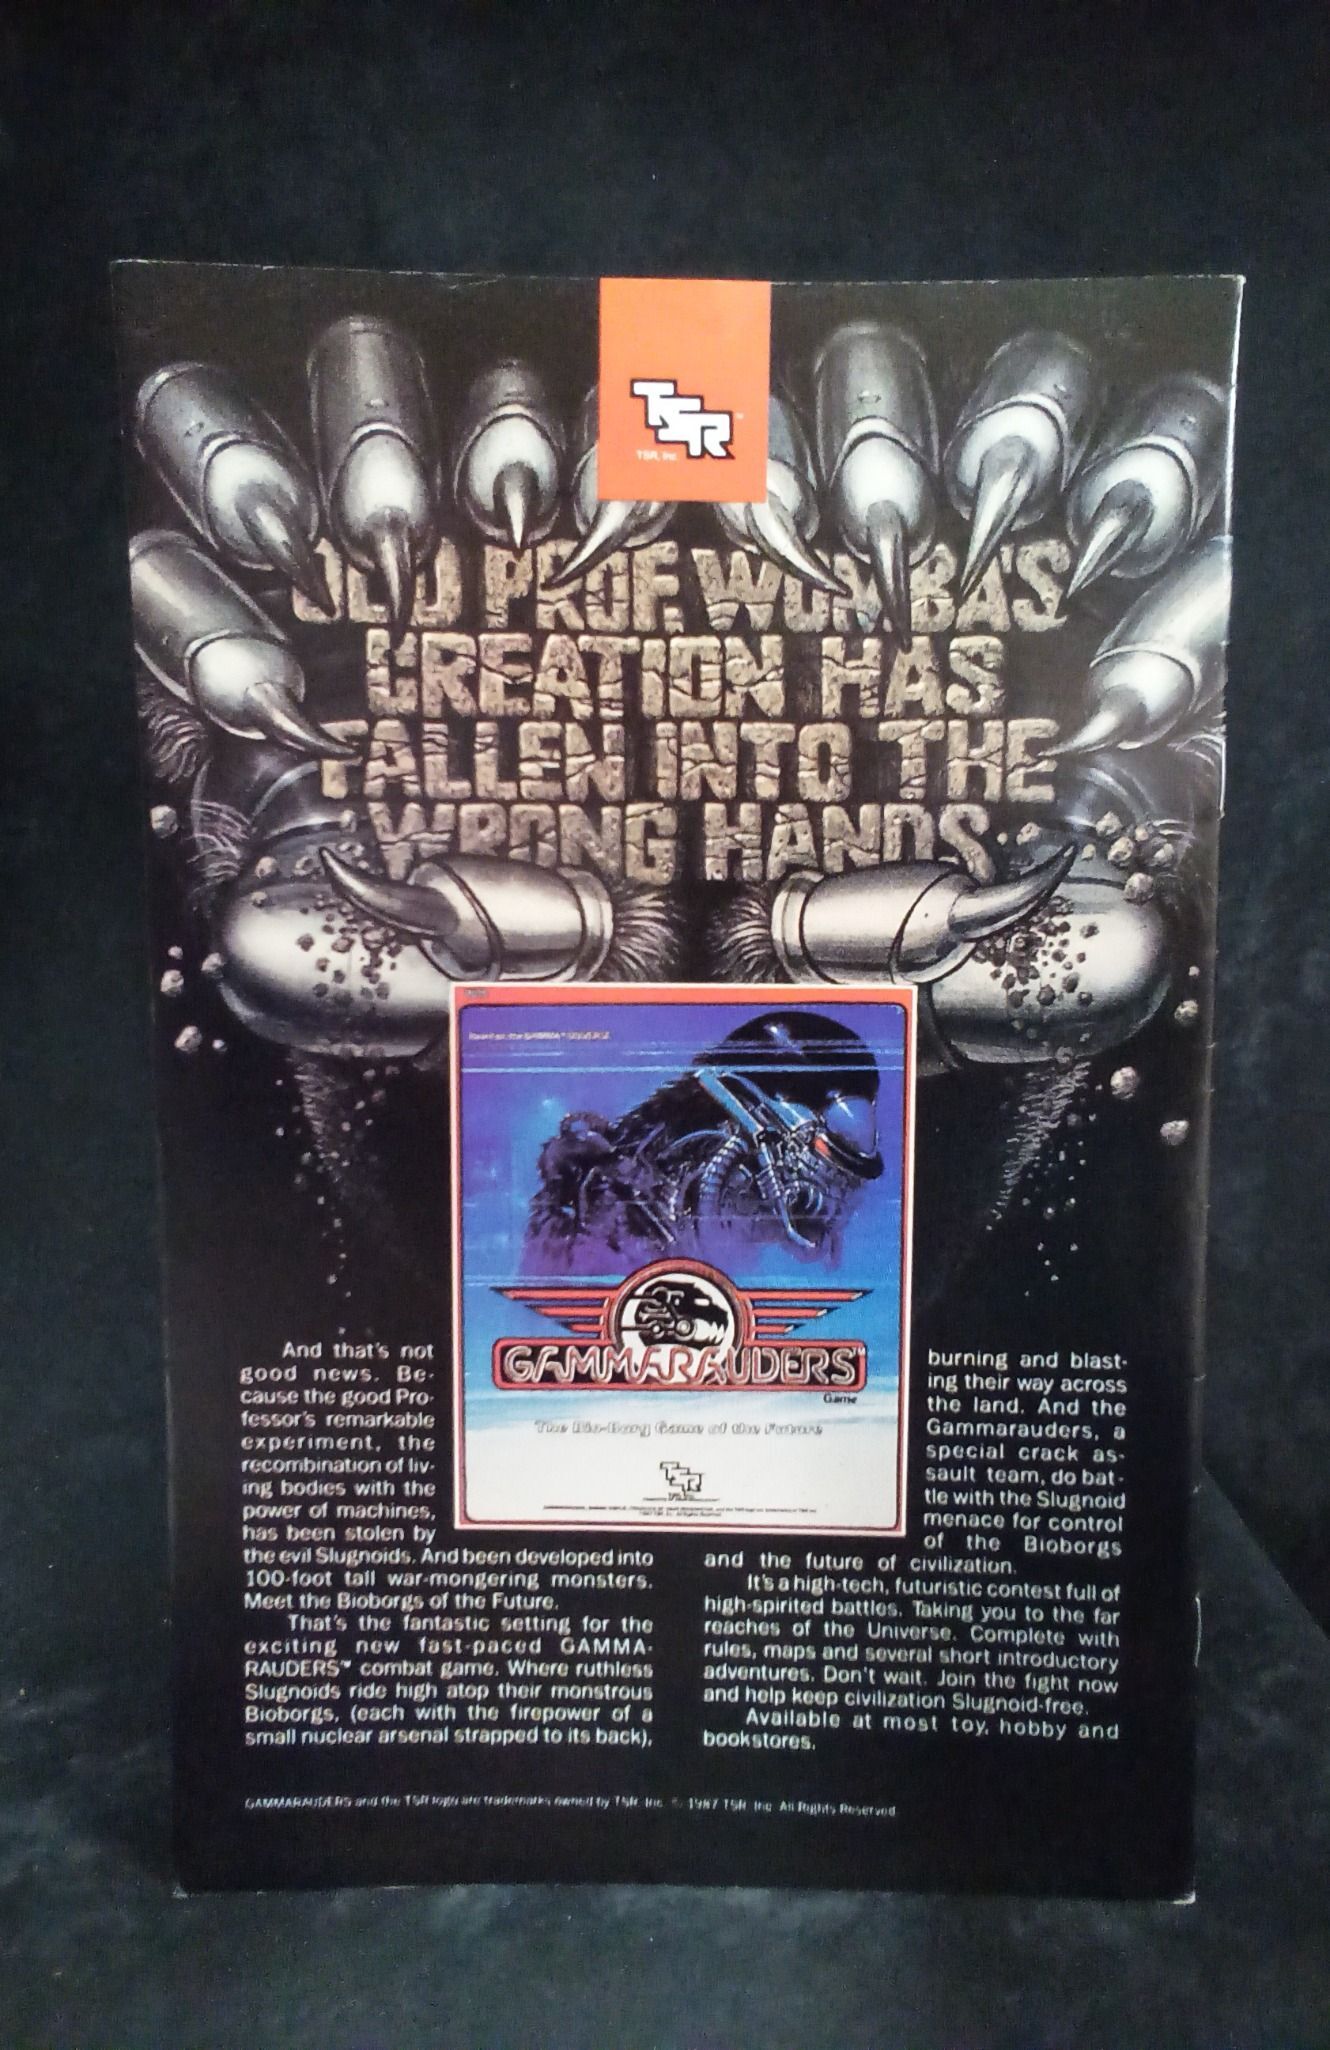 TSR™
TSR, Inc.
OLD PROF. WOMBA'S
CREATION HAS
FALLEN INTO THE
WRONG HANDS.
GAMMARAUDERS™
Game
The Bio-Borg Game of the Future
TSR
And that's not
good news. Be-
cause the good Pro-
fessor's remarkable
experiment, the
recombination of liv-
ing bodies with the
power of machines,
has been stolen by
the evil Slugnoids. And been developed into
100-foot tall war-mongering monsters.
Meet the Bioborgs of the Future.
That's the fantastic setting for the
exciting new fast-paced GAMMA-
RAUDERS™ combat game. Where ruthless
Slugnoids ride high atop their monstrous
Bioborgs, (each with the firepower of a
small nuclear arsenal strapped to its back),
burning and blast-
ing their way across
the land. And the
Gammarauders, a
special crack as-
sault team, do bat-
tle with the Slugnoid
menace for control
of the Bioborgs
and the future of civilization.
It's a high-tech, futuristic contest full of
high-spirited battles. Taking you to the far
reaches of the Universe. Complete with
rules, maps and several short introductory
adventures. Don't wait. Join the fight now
and help keep civilization Slugnoid-free.
Available at most toy, hobby and
bookstores.
GAMMARAUDERS and the TSR logo are trademarks owned by TSR, Inc. © 1987 TSR, Inc. All Rights Reserved.